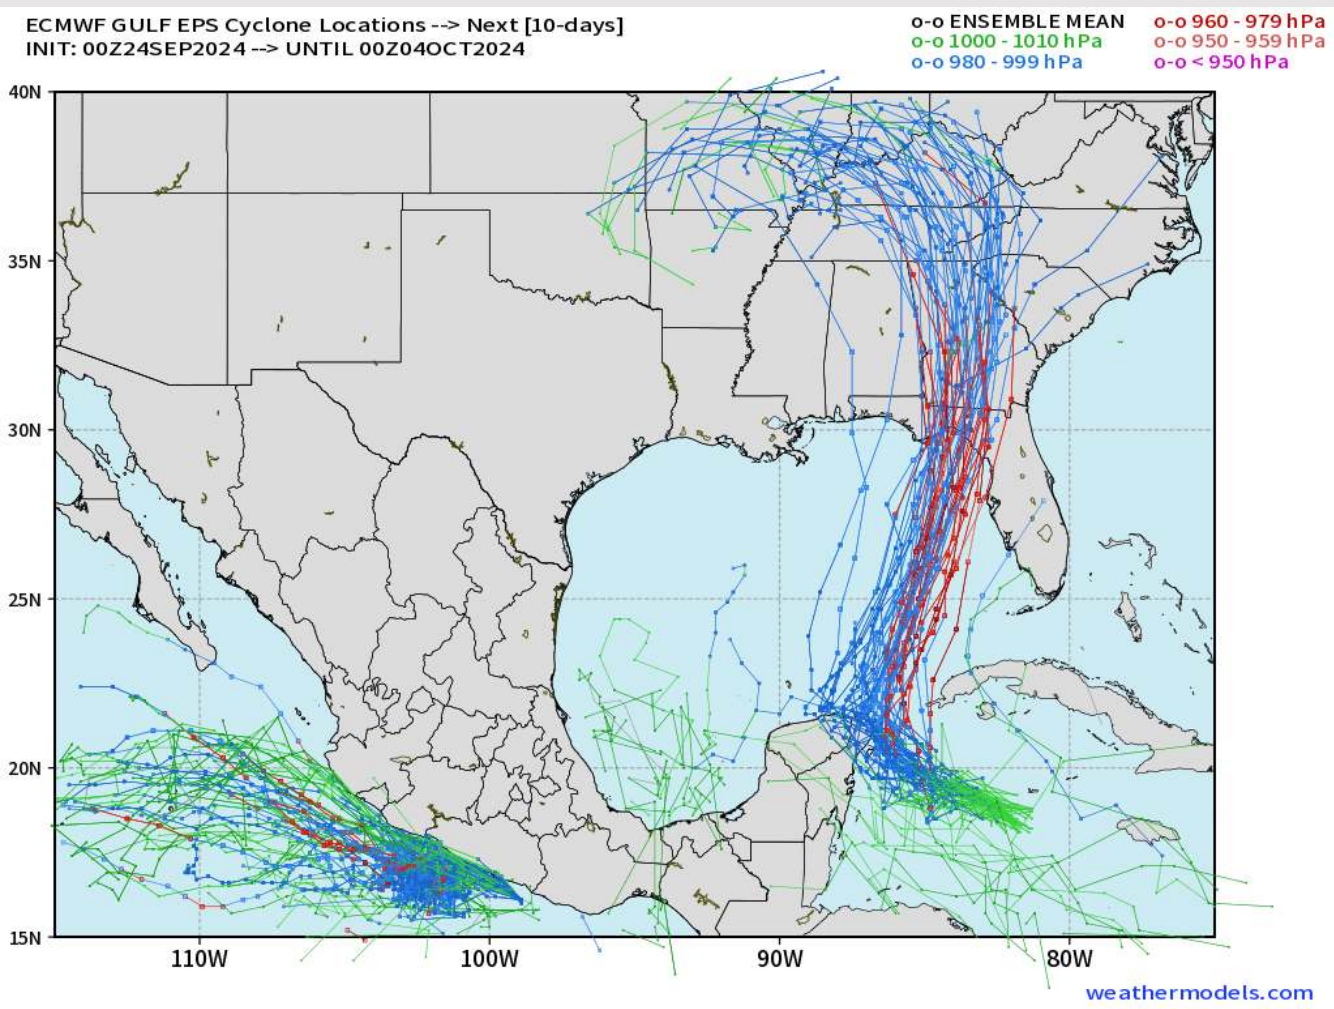 ECMWF GULF EPS Cyclone Locations --> Next [10-days]
INIT: 00Z24SEP2024 --> UNTIL 00Z04OCT2024
o-o ENSEMBLE MEAN
o-o 1000 - 1010 hPa
o-o 980 - 999 hPa
o-o 960 - 979 hPa
o-o 950 - 959 hPa
o-o < 950 hPa
40N
35N
30N
25N
20N
15N
110W
100W
90W
80W
weathermodels.com